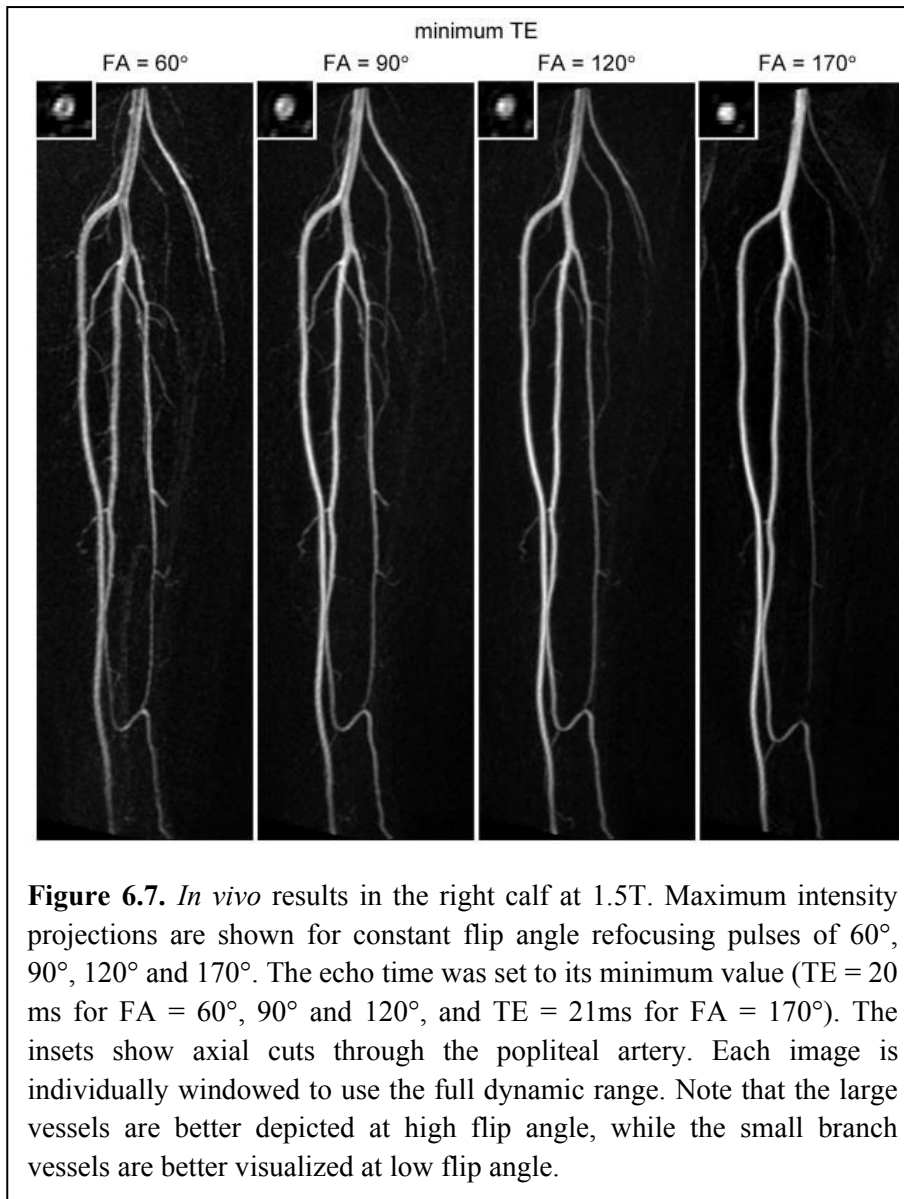 minimum TE
FA = 60° FA = 90° FA = 120° FA = 170°
Figure 6.7. In vivo results in the right calf at 1.5T. Maximum intensity
projections are shown for constant flip angle refocusing pulses of 60°,
90°, 120° and 170°. The echo time was set to its minimum value (TE = 20
ms for FA = 60°, 90° and 120°, and TE = 21ms for FA = 170°). The
insets show axial cuts through the popliteal artery. Each image is
individually windowed to use the full dynamic range. Note that the large
vessels are better depicted at high flip angle, while the small branch
vessels are better visualized at low flip angle.